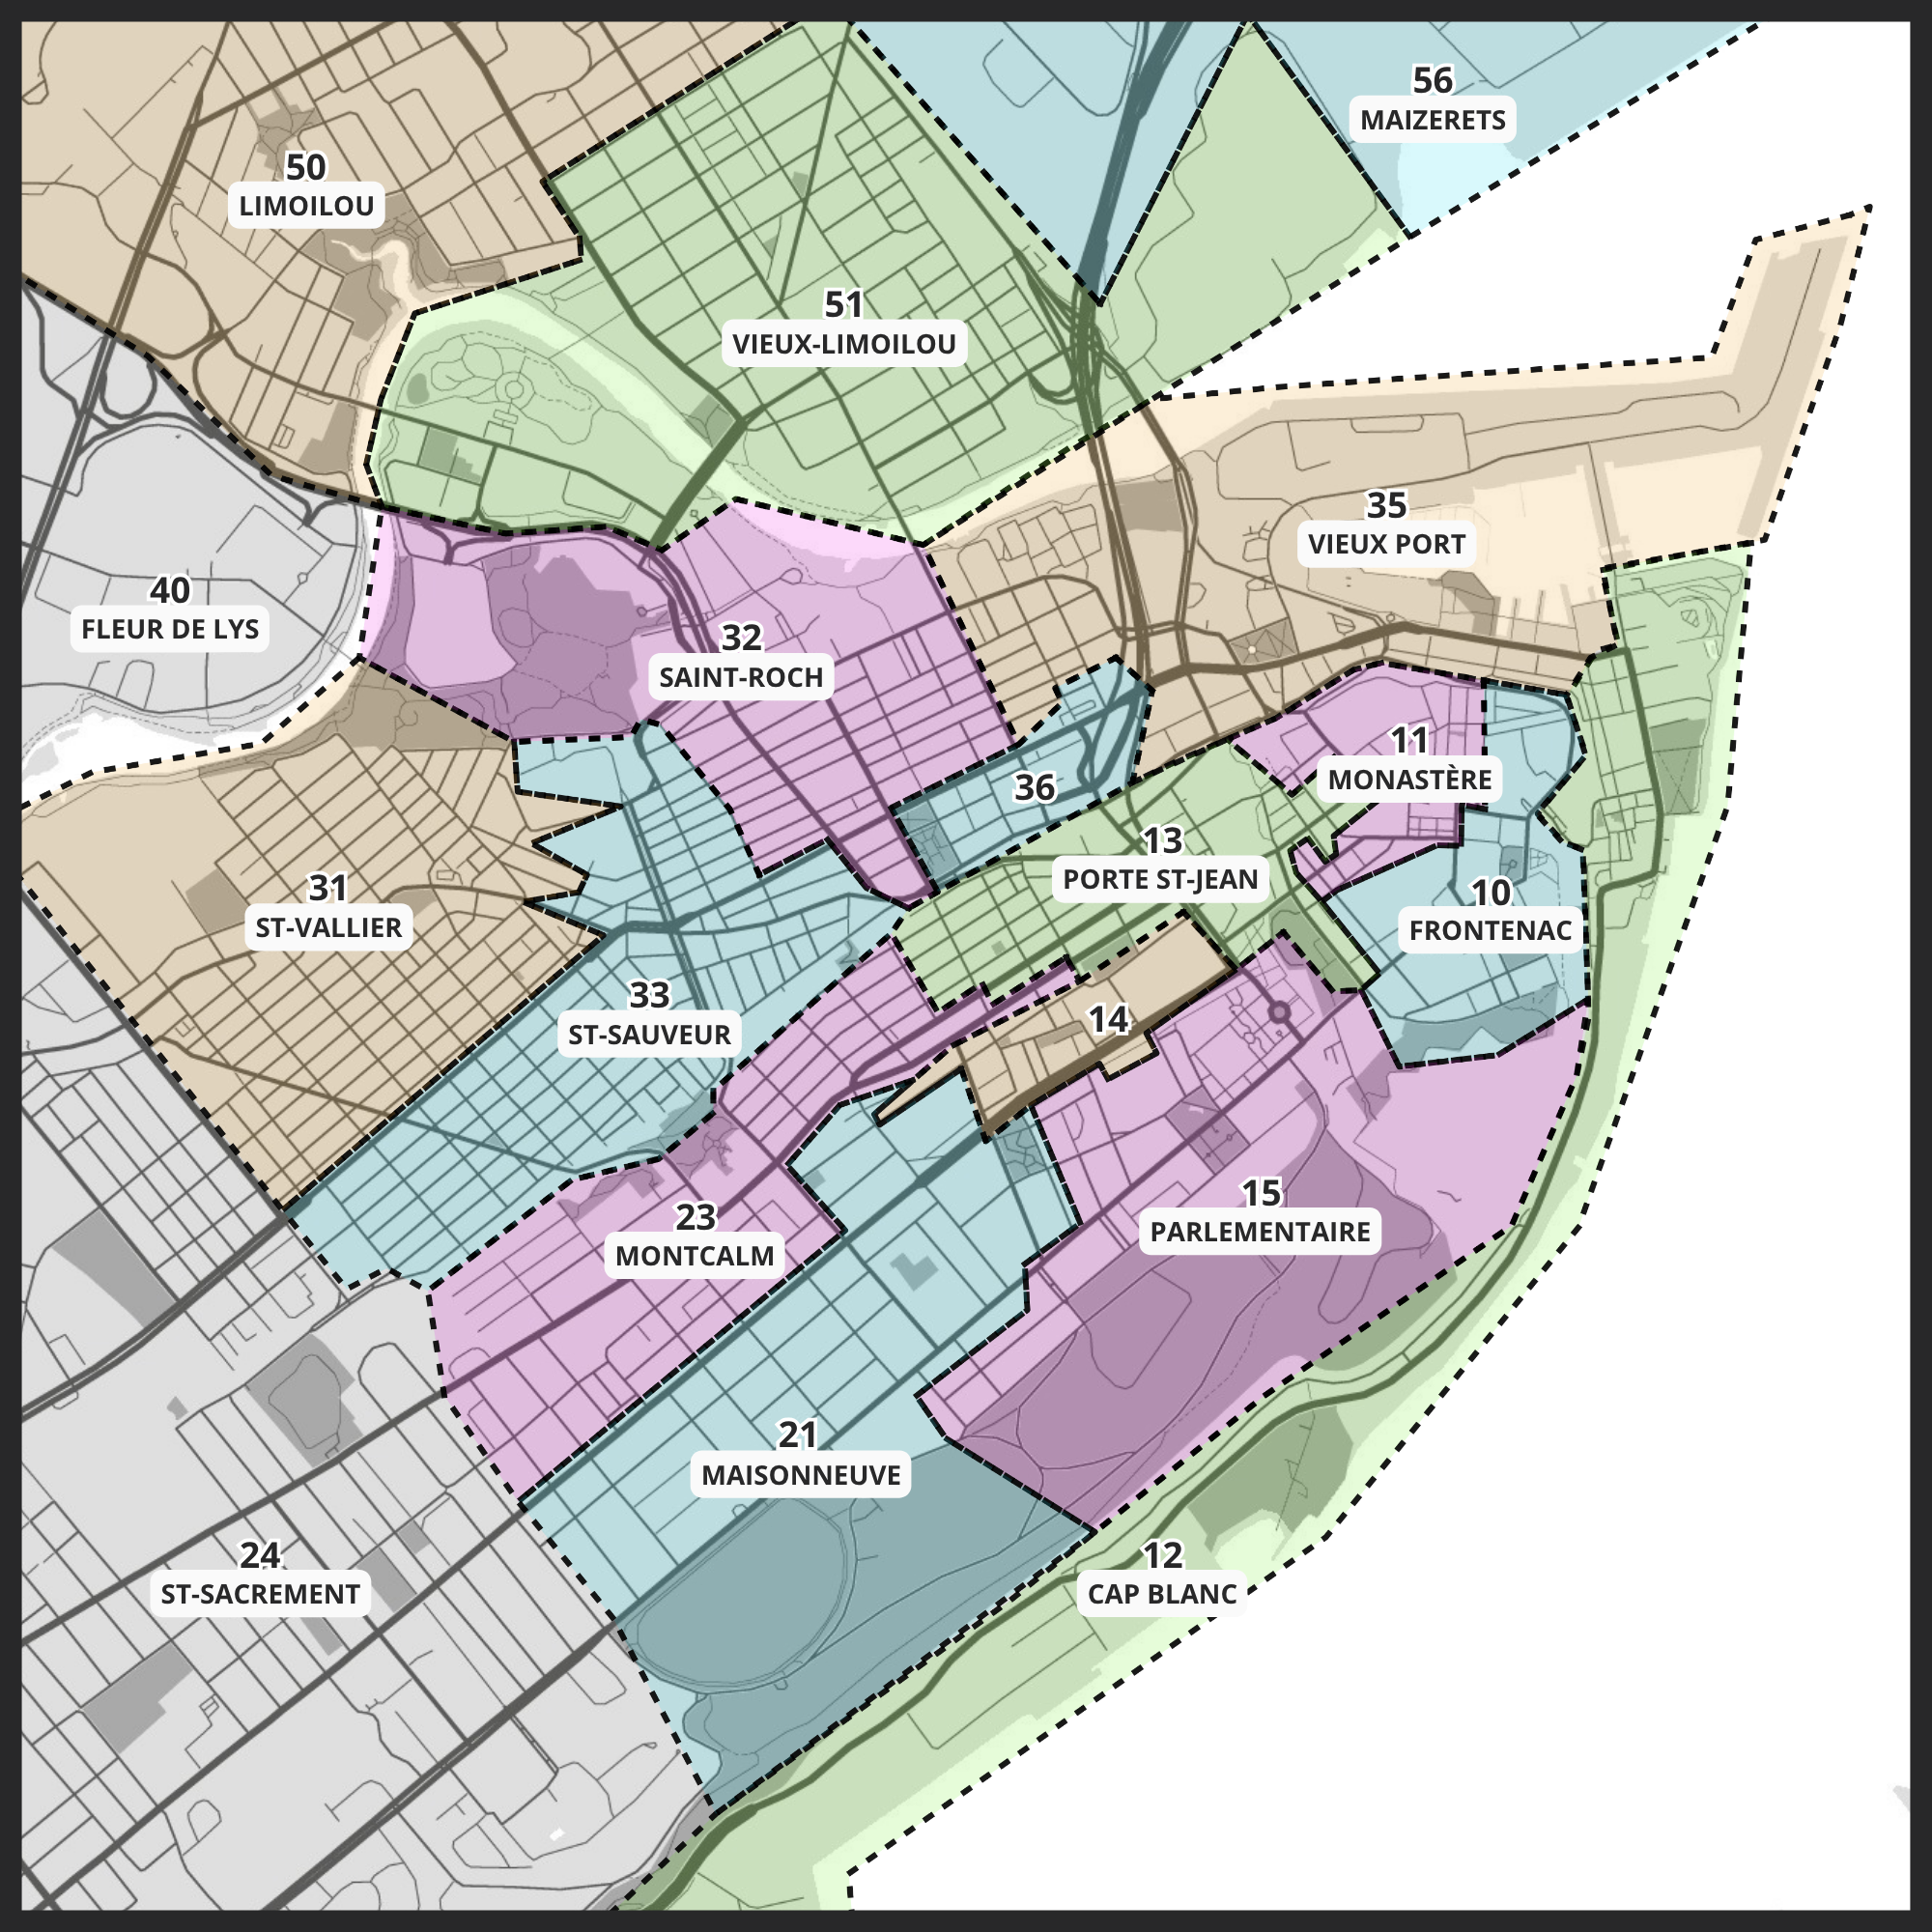 56
MAIZERETS
50
LIMOILOU
51
VIEUX-LIMOILOU
35
VIEUX PORT
40
FLEUR DE LYS
32
SAINT-ROCH
11
MONASTÈRE
36
13
PORTE ST-JEAN
31
ST-VALLIER
10
FRONTENAC
33
ST-SAUVEUR
14
15
PARLEMENTAIRE
23
MONTCALM
21
MAISONNEUVE
24
ST-SACREMENT
12
CAP BLANC